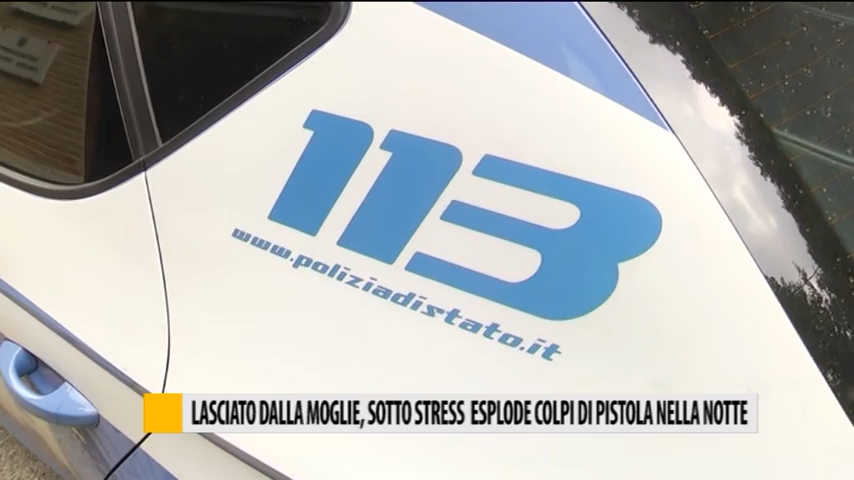 113
www.poliziadistato.it
LASCIATO DALLA MOGLIE, SOTTO STRESS ESPLODE COLPI DI PISTOLA NELLA NOTTE